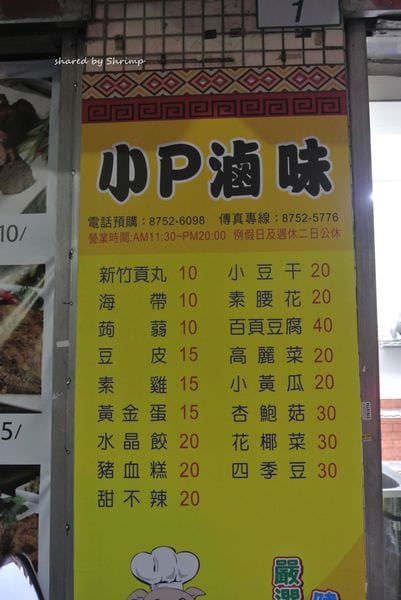 shared by Shrimp
1
小P滷味
電話預購：8752-6098 傳真專線：8752-5776
營業時間:AM11:30~PM20:00 例假日及週休二日公休
新竹貢丸 10
海帶 10
蒟蒻 10
豆皮 15
素雞 15
黃金蛋 15
水晶餃 20
豬血糕 20
甜不辣 20
小豆干 20
素腰花 20
百頁豆腐 40
高麗菜 20
小黃瓜 20
杏鮑菇 30
花椰菜 30
四季豆 30
嚴選
10/
5/